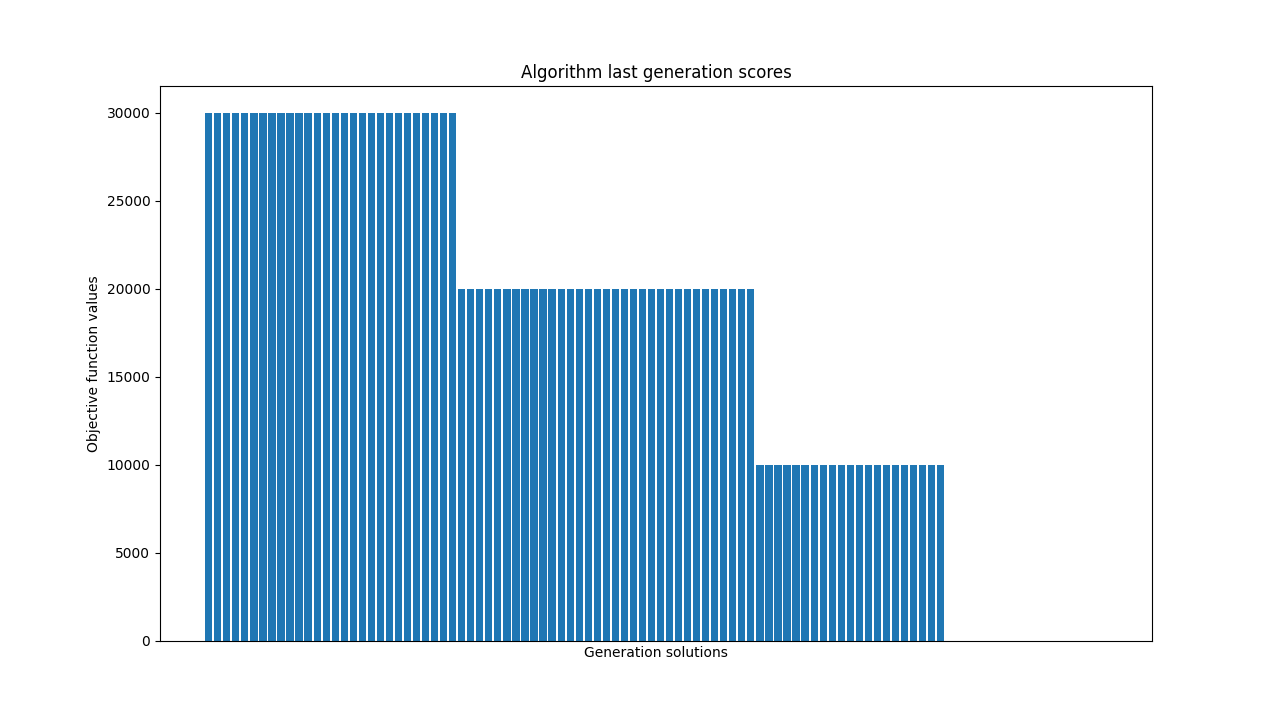 Algorithm last generation scores
30000
25000
20000
15000
10000
5000
0
Objective function values
Generation solutions